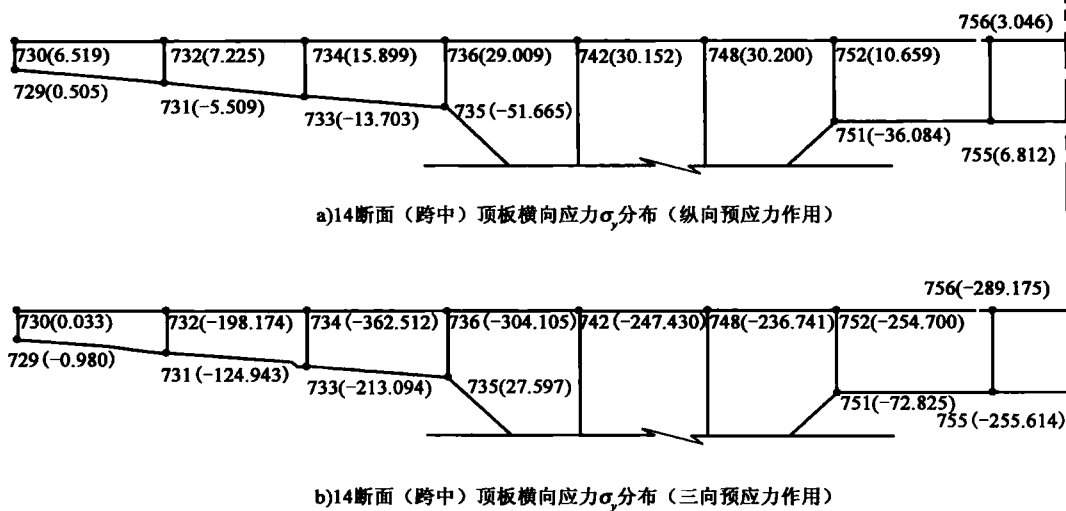 756(3.046)
730(6.519) 732(7.225) 734(15.899) 736(29.009) 742(30.152) 748(30.200) 752(10.659)
729(0.505) 731(-5.509) 733(-13.703) 735(-51.665) 751(-36.084) 755(6.812)
a)14断面（跨中）顶板横向应力σy分布（纵向预应力作用）
756(-289.175)
730(0.033) 732(-198.174) 734(-362.512) 736(-304.105) 742(-247.430) 748(-236.741) 752(-254.700)
729(-0.980) 731(-124.943) 733(-213.094) 735(27.597) 751(-72.825) 755(-255.614)
b)14断面（跨中）顶板横向应力σy分布（三向预应力作用）